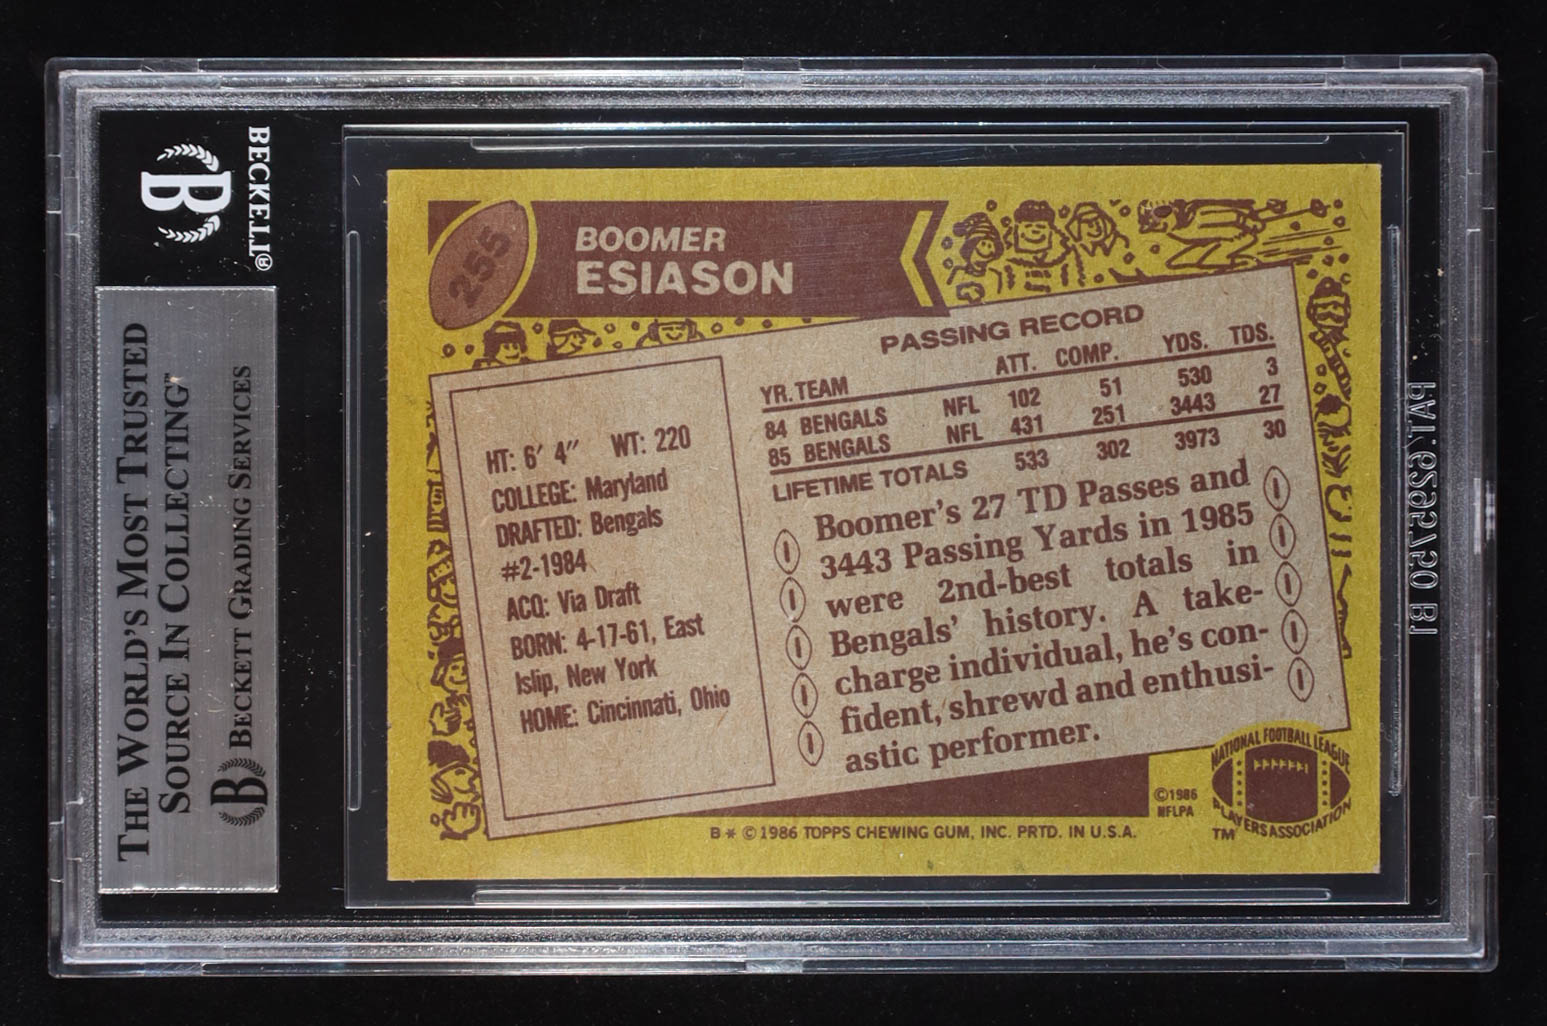 BECKETT®
B
THE WORLD'S MOST TRUSTED
SOURCE IN COLLECTING"
B BECKETT GRADING SERVICES
255
BOOMER
ESIASON
HT: 6' 4" WT: 220
COLLEGE: Maryland
DRAFTED: Bengals
#2-1984
ACQ: Via Draft
BORN: 4-17-61, East
Islip, New York
HOME: Cincinnati, Ohio
PASSING RECORD
YR. TEAM ATT. COMP. YDS. TDS.
84 BENGALS NFL 102 51 530 3
85 BENGALS NFL 431 251 3443 27
LIFETIME TOTALS 533 302 3973 30
Boomer's 27 TD Passes and
3443 Passing Yards in 1985
were 2nd-best totals in
Bengals' history. A take-
charge individual, he's con-
fident, shrewd and enthusi-
astic performer.
©1986
NFLPA
NATIONAL FOOTBALL LEAGUE
PLAYERS ASSOCIATION
TM
B* © 1986 TOPPS CHEWING GUM, INC. PRTD. IN U.S.A.